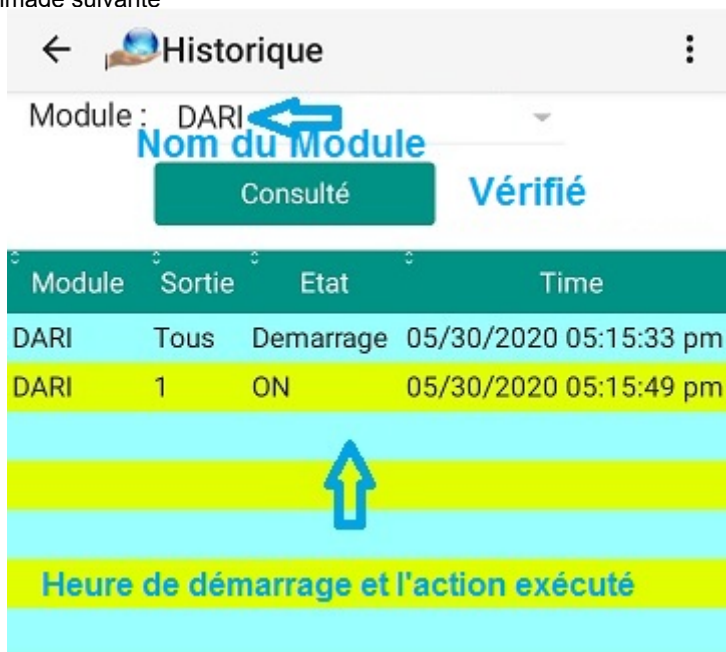 image suivante
Historique
Module : DARI
Nom du Module
Consulté Vérifié
Module Sortie Etat Time
DARI Tous Demarrage 05/30/2020 05:15:33 pm
DARI 1 ON 05/30/2020 05:15:49 pm
Heure de démarrage et l'action exécuté